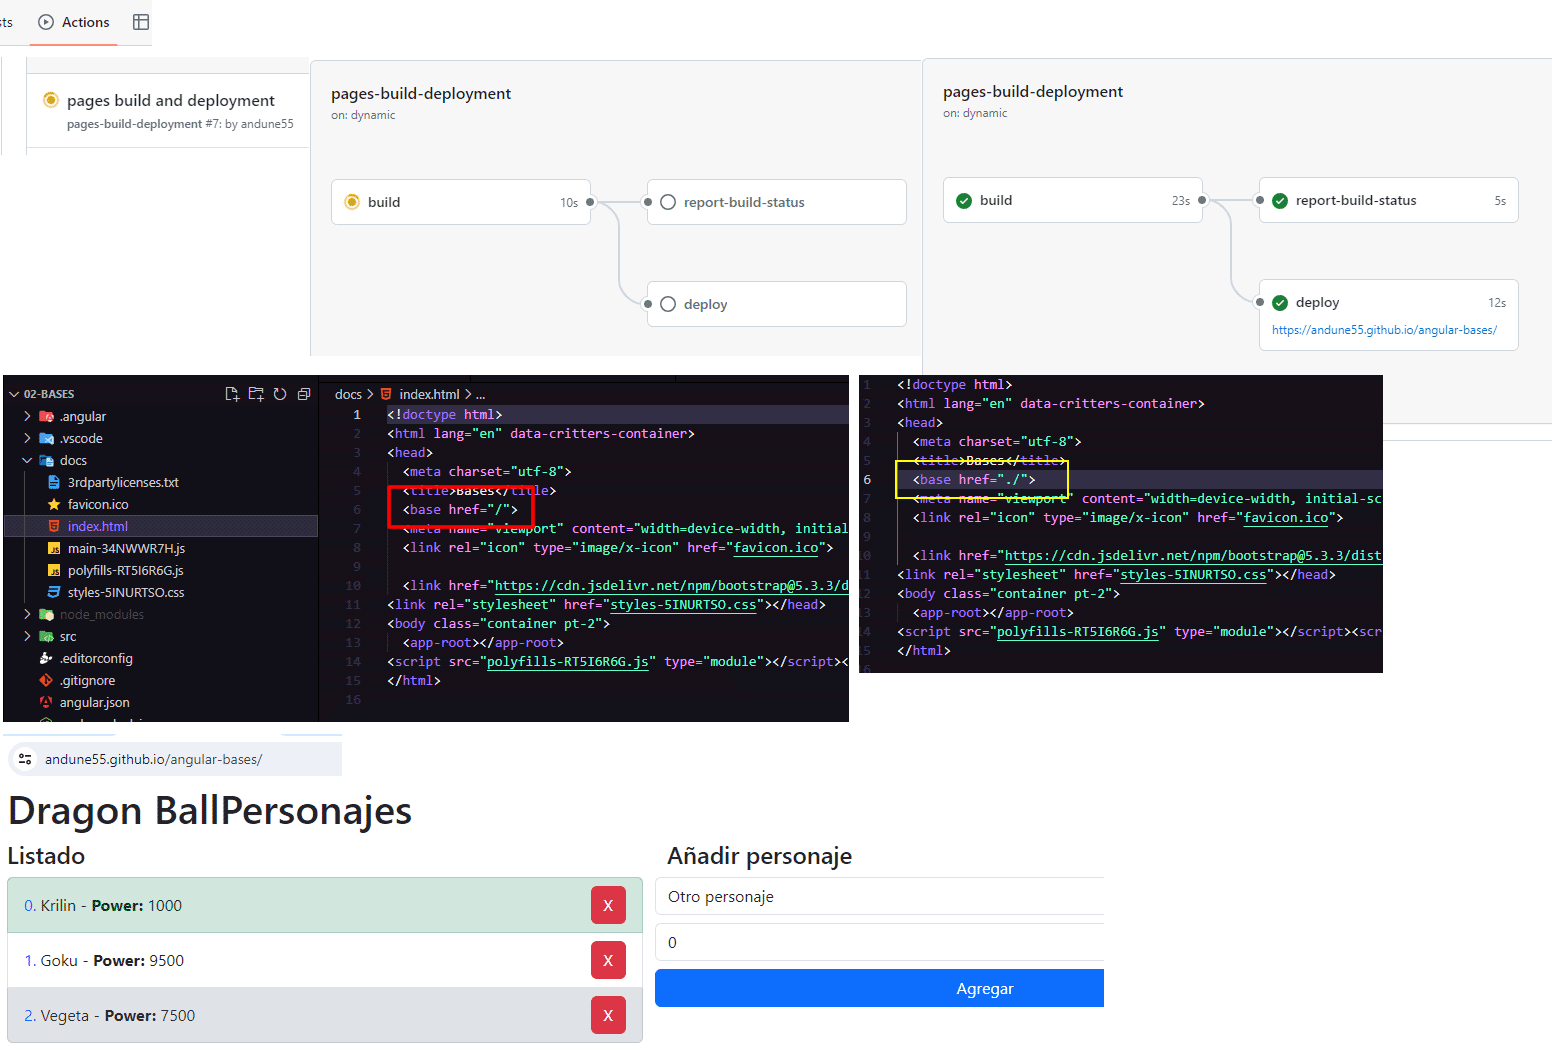 sts
Actions
pages build and deployment
pages-build-deployment #7: by andune55
pages-build-deployment
on: dynamic
build
10s
report-build-status
deploy
pages-build-deployment
on: dynamic
build
23s
report-build-status
5s
deploy
12s
https://andune55.github.io/angular-bases/
02-BASES
.angular
.vscode
docs
3rdpartylicenses.txt
favicon.ico
index.html
main-34NWWR7H.js
polyfills-RT5I6R6G.js
styles-5INURTSO.css
node_modules
src
.editorconfig
.gitignore
angular.json
docs > index.html > ...
1 <!doctype html>
2 <html lang="en" data-critters-container>
3 <head>
4 <meta charset="utf-8">
5 <title>Bases</title>
6 <base href="/">
7 <meta name="viewport" content="width=device-width, initial
8 <link rel="icon" type="image/x-icon" href="favicon.ico">
9
10 <link href="https://cdn.jsdelivr.net/npm/bootstrap@5.3.3/d
11 <link rel="stylesheet" href="styles-5INURTSO.css"></head>
12 <body class="container pt-2">
13 <app-root></app-root>
14 <script src="polyfills-RT5I6R6G.js" type="module"></script><
15 </html>
16
1 <!doctype html>
2 <html lang="en" data-critters-container>
3 <head>
4 <meta charset="utf-8">
5 <title>Bases</title>
6 <base href="./">
7 <meta name="viewport" content="width=device-width, initial-sc
8 <link rel="icon" type="image/x-icon" href="favicon.ico">
9
10 <link href="https://cdn.jsdelivr.net/npm/bootstrap@5.3.3/dist
11 <link rel="stylesheet" href="styles-5INURTSO.css"></head>
12 <body class="container pt-2">
13 <app-root></app-root>
14 <script src="polyfills-RT5I6R6G.js" type="module"></script><scr
15 </html>
16
andune55.github.io/angular-bases/
Dragon BallPersonajes
Listado
0. Krilin - Power: 1000
X
1. Goku - Power: 9500
X
2. Vegeta - Power: 7500
X
Añadir personaje
Otro personaje
0
Agregar